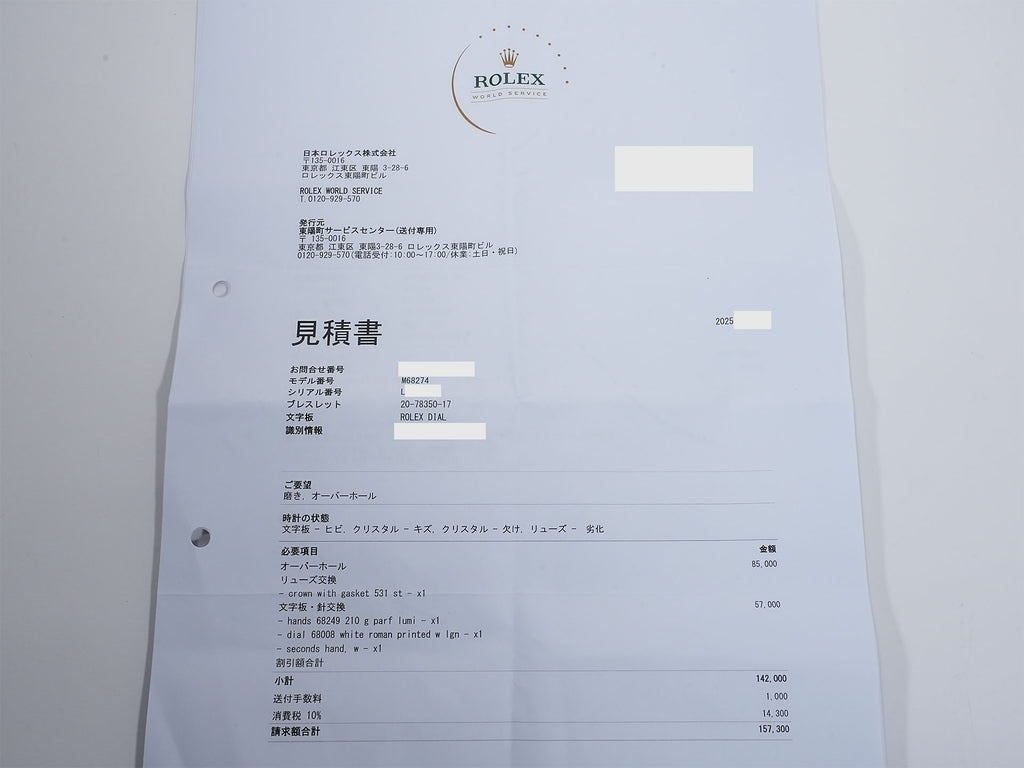 ROLEX
WORLD SERVICE
日本ロレックス株式会社
〒135-0016
東京都 江東区 東陽 3-28-6
ロレックス東陽町ビル
ROLEX WORLD SERVICE
T.0120-929-570
発行元
東陽町サービスセンター(送付専用)
〒 135-0016
東京都 江東区 東陽3-28-6 ロレックス東陽町ビル
0120-929-570(電話受付:10:00～17:00/休業:土日・祝日)
見積書
2025
お問合せ番号
モデル番号 M68274
シリアル番号 L
ブレスレット 20-78350-17
文字板 ROLEX DIAL
識別情報
ご要望
磨き, オーバーホール
時計の状態
文字板 - ヒビ, クリスタル - キズ, クリスタル - 欠け, リューズ - 劣化
必要項目 金額
オーバーホール 85,000
リューズ交換
- crown with gasket 531 st - x1
文字板・針交換 57,000
- hands 68249 210 g parf lumi - x1
- dial 68008 white roman printed w lgn - x1
- seconds hand, w - x1
割引額合計
小計 142,000
送付手数料 1,000
消費税 10% 14,300
請求額合計 157,300